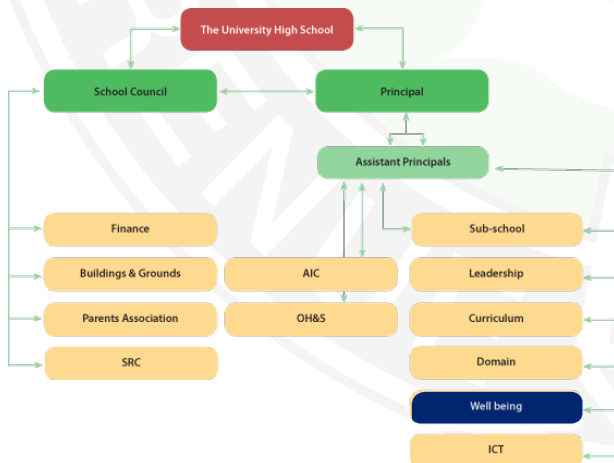 The University High School
School Council
Principal
Assistant Principals
Finance
Sub-school
Buildings & Grounds
AIC
Leadership
Parents Association
OH&S
Curriculum
SRC
Domain
Well being
ICT